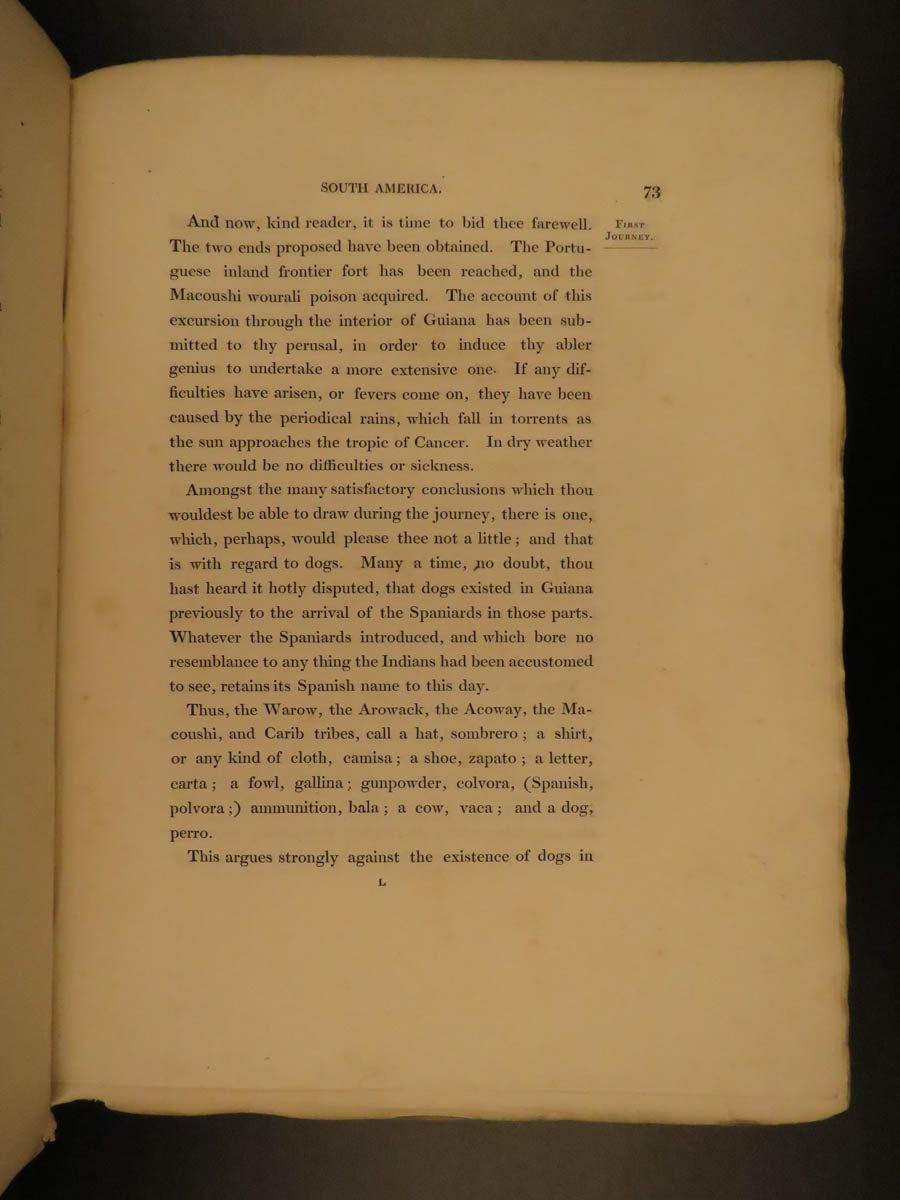 SOUTH AMERICA.
73
First
Journey.
And now, kind reader, it is time to bid thee farewell.
The two ends proposed have been obtained. The Portu-
guese inland frontier fort has been reached, and the
Macoushi wourali poison acquired. The account of this
excursion through the interior of Guiana has been sub-
mitted to thy perusal, in order to induce thy abler
genius to undertake a more extensive one. If any dif-
ficulties have arisen, or fevers come on, they have been
caused by the periodical rains, which fall in torrents as
the sun approaches the tropic of Cancer. In dry weather
there would be no difficulties or sickness.
Amongst the many satisfactory conclusions which thou
wouldest be able to draw during the journey, there is one,
which, perhaps, would please thee not a little; and that
is with regard to dogs. Many a time, no doubt, thou
hast heard it hotly disputed, that dogs existed in Guiana
previously to the arrival of the Spaniards in those parts.
Whatever the Spaniards introduced, and which bore no
resemblance to any thing the Indians had been accustomed
to see, retains its Spanish name to this day.
Thus, the Warow, the Arowack, the Acoway, the Ma-
coushi, and Carib tribes, call a hat, sombrero; a shirt,
or any kind of cloth, camisa; a shoe, zapato; a letter,
carta; a fowl, gallina; gunpowder, colvora, (Spanish,
polvora;) ammunition, bala; a cow, vaca; and a dog,
perro.
This argues strongly against the existence of dogs in
L